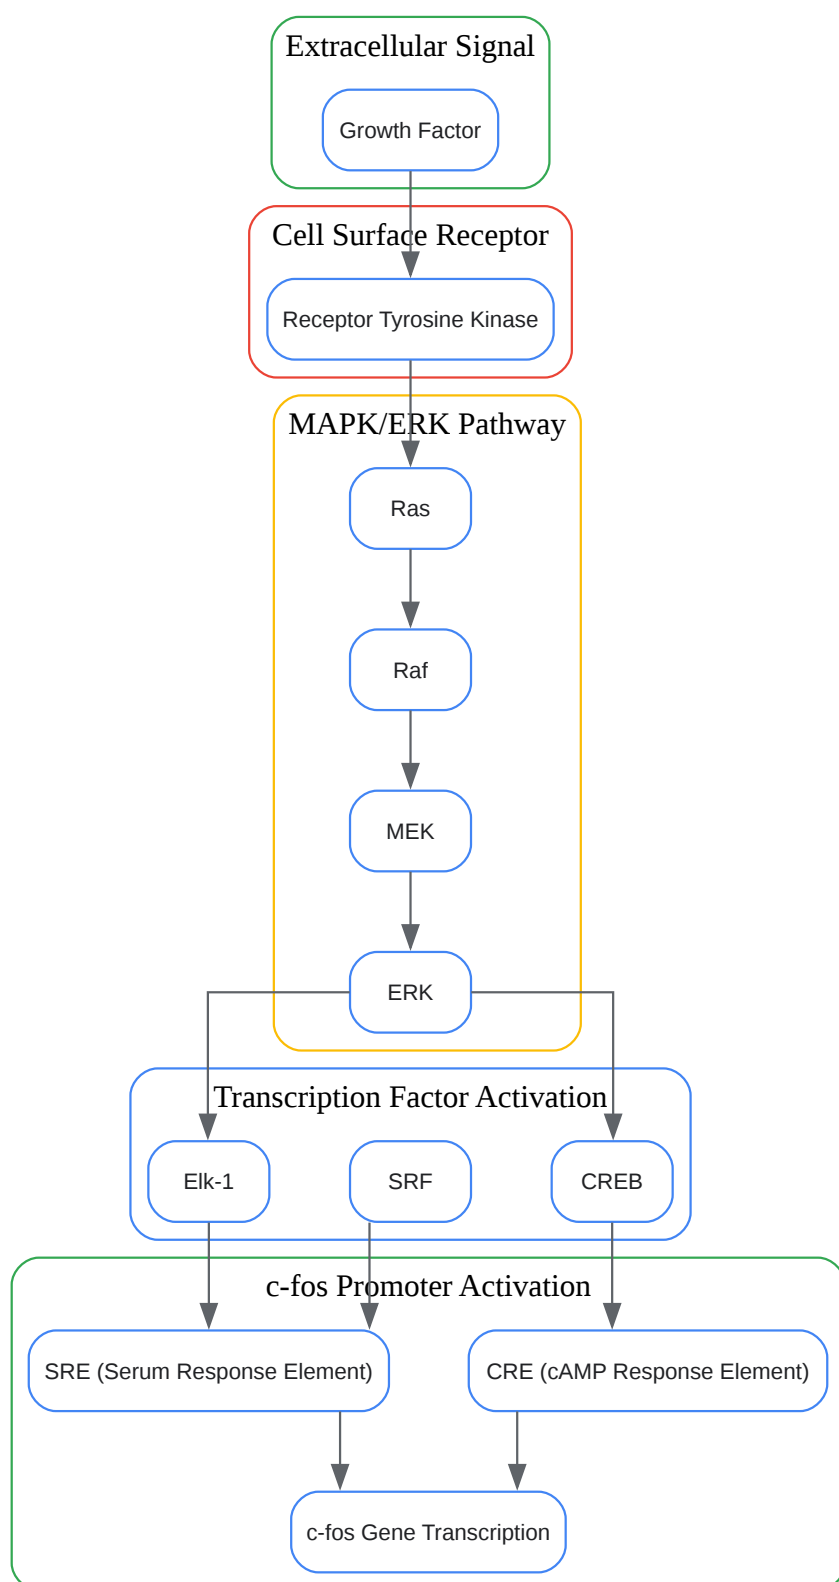 Extracellular Signal
Growth Factor
Cell Surface Receptor
Receptor Tyrosine Kinase
MAPK/ERK Pathway
Ras
Raf
MEK
ERK
Transcription Factor Activation
Elk-1
SRF
CREB
c-fos Promoter Activation
SRE (Serum Response Element)
CRE (cAMP Response Element)
c-fos Gene Transcription